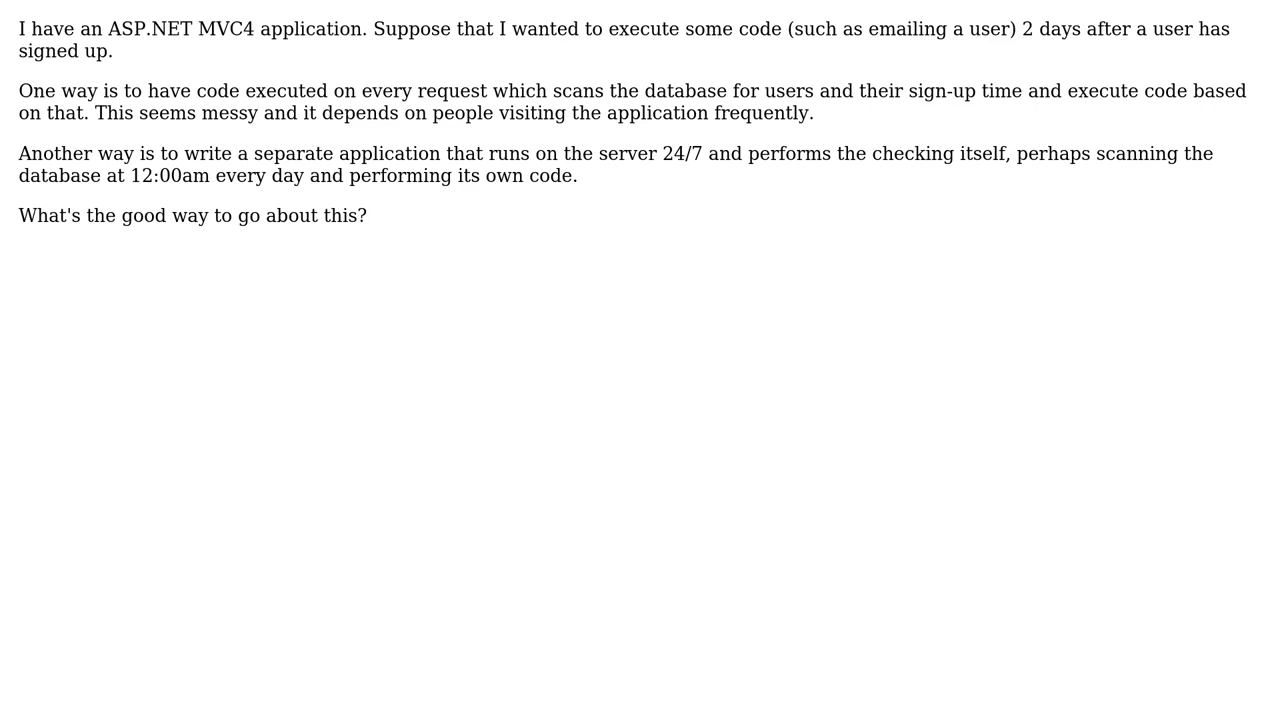 I have an ASP.NET MVC4 application. Suppose that I wanted to execute some code (such as emailing a user) 2 days after a user has
signed up.
One way is to have code executed on every request which scans the database for users and their sign-up time and execute code based
on that. This seems messy and it depends on people visiting the application frequently.
Another way is to write a separate application that runs on the server 24/7 and performs the checking itself, perhaps scanning the
database at 12:00am every day and performing its own code.
What's the good way to go about this?